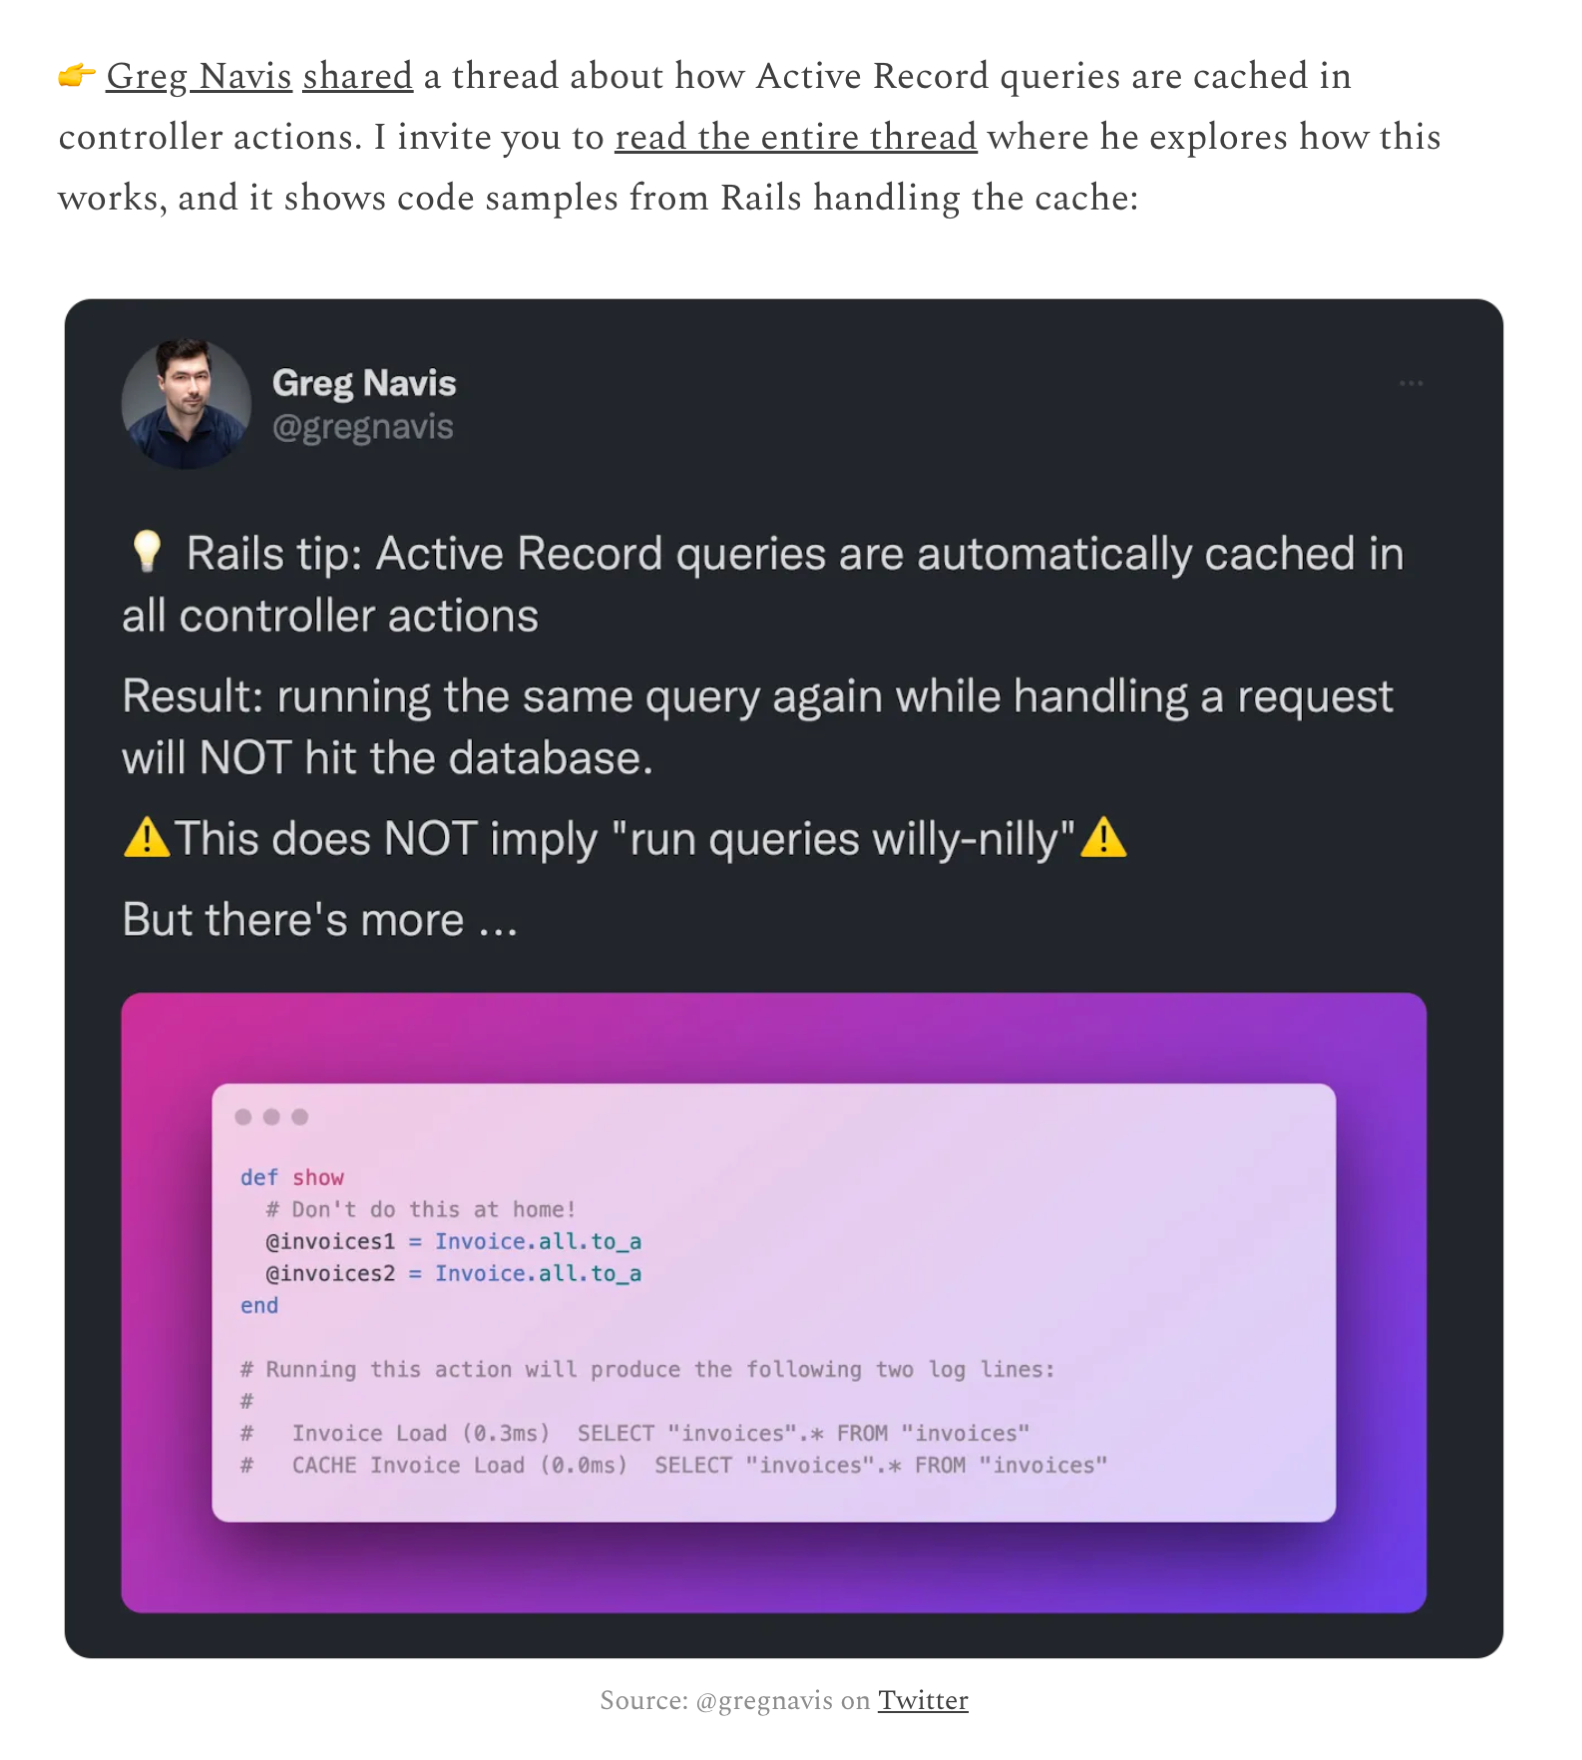 👉 Greg Navis shared a thread about how Active Record queries are cached in
controller actions. I invite you to read the entire thread where he explores how this
works, and it shows code samples from Rails handling the cache:
Greg Navis
@gregnavis
...
💡 Rails tip: Active Record queries are automatically cached in
all controller actions
Result: running the same query again while handling a request
will NOT hit the database.
⚠️This does NOT imply "run queries willy-nilly"⚠️
But there's more ...
def show
  # Don't do this at home!
  @invoices1 = Invoice.all.to_a
  @invoices2 = Invoice.all.to_a
end
# Running this action will produce the following two log lines:
#
#   Invoice Load (0.3ms)  SELECT "invoices".* FROM "invoices"
#   CACHE Invoice Load (0.0ms)  SELECT "invoices".* FROM "invoices"
Source: @gregnavis on Twitter